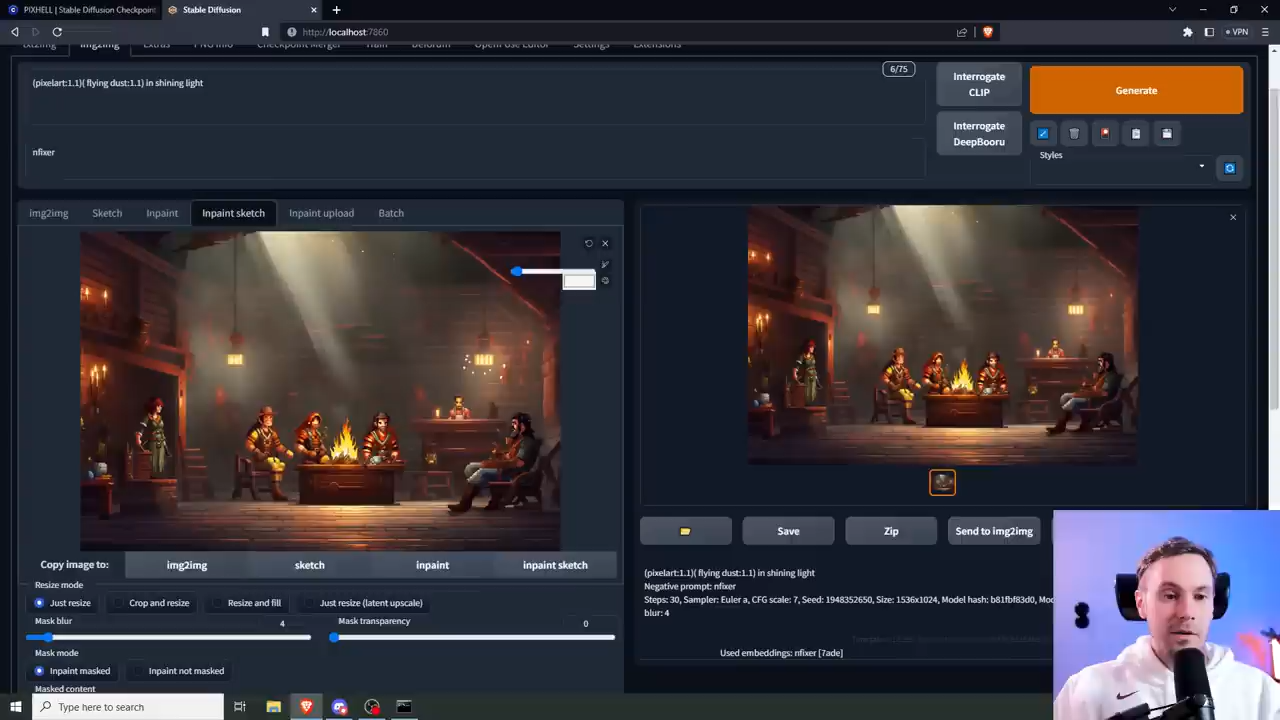 PIXHELL | Stable Diffusion Checkpoint
Stable Diffusion
http://localhost:7860
VPN
txt2img
img2img
Extras
PNG Info
Checkpoint Merger
Train
Deforum
OpenPose Editor
Settings
Extensions
(pixelart:1.1)( flying dust:1.1) in shining light
6/75
Interrogate
CLIP
Generate
nfixer
Interrogate
DeepBooru
Styles
img2img
Sketch
Inpaint
Inpaint sketch
Inpaint upload
Batch
Copy image to:
img2img
sketch
inpaint
inpaint sketch
Resize mode
Just resize
Crop and resize
Resize and fill
Just resize (latent upscale)
Mask blur
4
Mask transparency
0
Mask mode
Inpaint masked
Inpaint not masked
Masked content
Save
Zip
Send to img2img
(pixelart:1.1)( flying dust:1.1) in shining light
Negative prompt: nfixer
Steps: 30, Sampler: Euler a, CFG scale: 7, Seed: 1948352650, Size: 1536x1024, Model hash: b81fbf83d0, Mo
blur: 4
Used embeddings: nfixer [7ade]
Type here to search